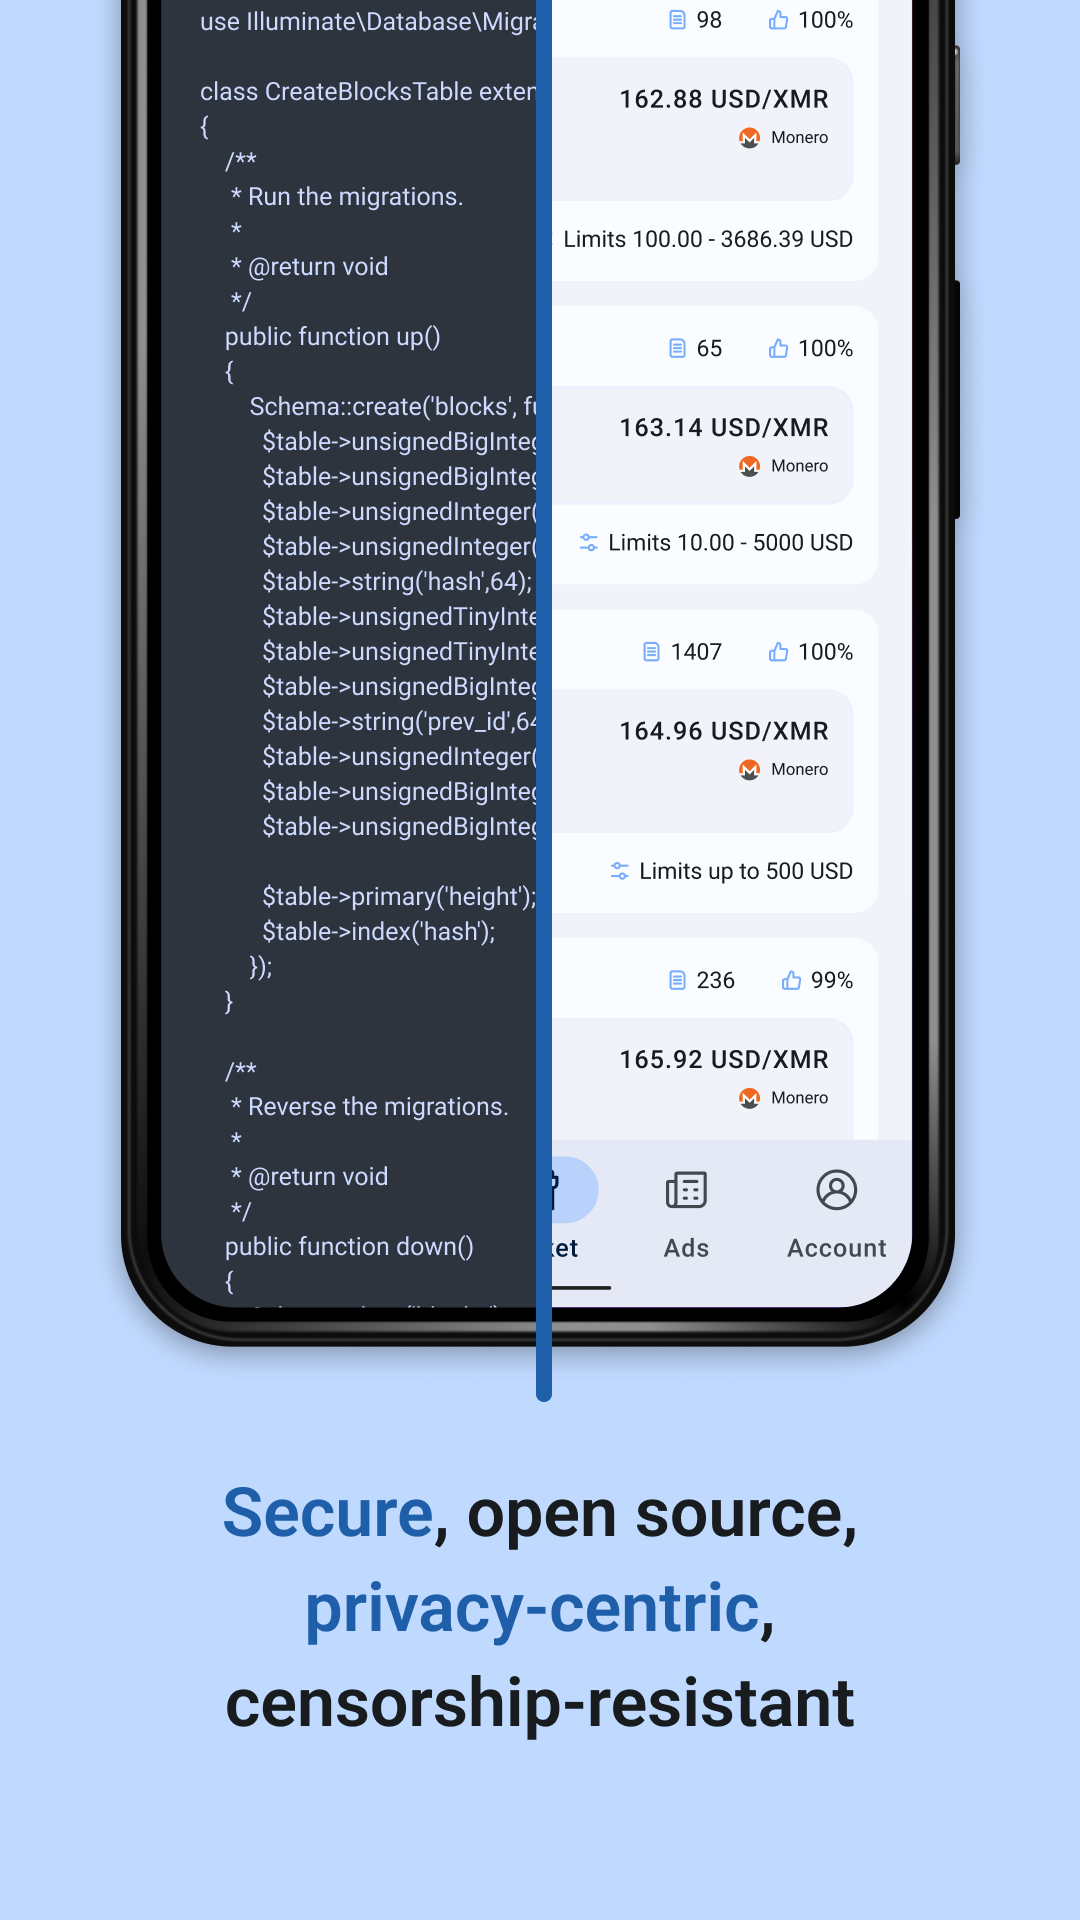 use Illuminate\Database\Migra
class CreateBlocksTable exten
{
/**
* Run the migrations.
*
* @return void
*/
public function up()
{
Schema::create('blocks', fu
$table->unsignedBigInteg
$table->unsignedBigInteg
$table->unsignedInteger(
$table->unsignedInteger(
$table->string('hash',64);
$table->unsignedTinyInte
$table->unsignedTinyInte
$table->unsignedBigInteg
$table->string('prev_id',64
$table->unsignedInteger(
$table->unsignedBigInteg
$table->unsignedBigInteg
$table->primary('height');
$table->index('hash');
});
}
/**
* Reverse the migrations.
*
* @return void
*/
public function down()
{
98 100%
162.88 USD/XMR
Monero
Limits 100.00 - 3686.39 USD
65 100%
163.14 USD/XMR
Monero
Limits 10.00 - 5000 USD
1407 100%
164.96 USD/XMR
Monero
Limits up to 500 USD
236 99%
165.92 USD/XMR
Monero
ket Ads Account
Secure, open source,
privacy-centric,
censorship-resistant